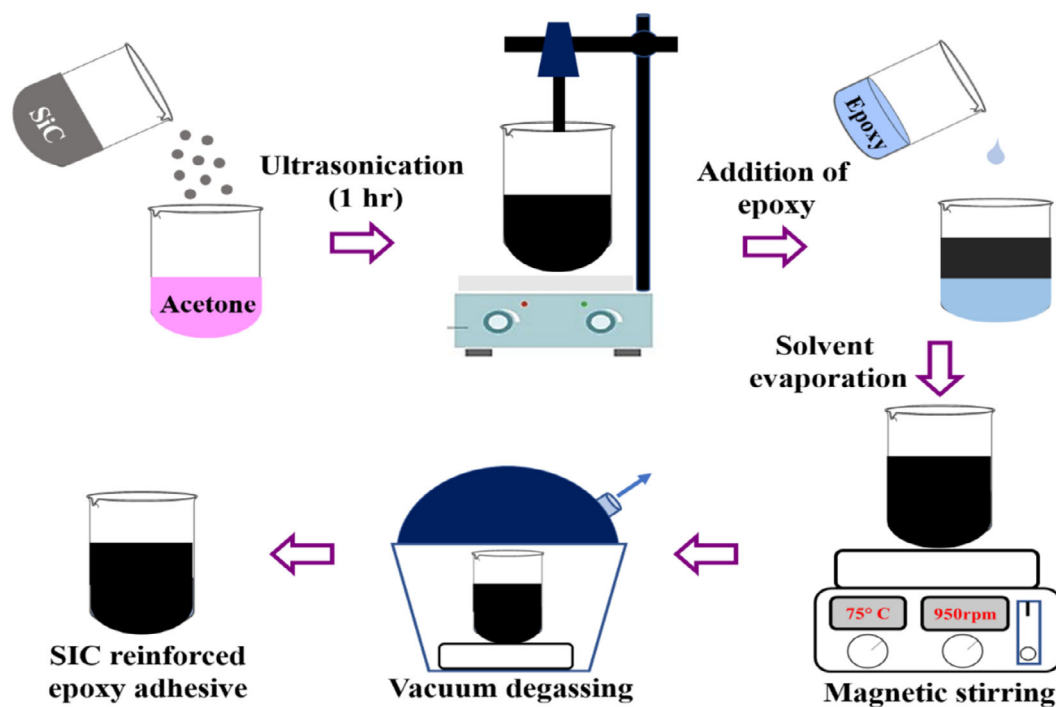 SiC
Acetone
Ultrasonication
(1 hr)
Addition of
epoxy
Epoxy
Solvent
evaporation
75° C
950rpm
Magnetic stirring
Vacuum degassing
SIC reinforced
epoxy adhesive